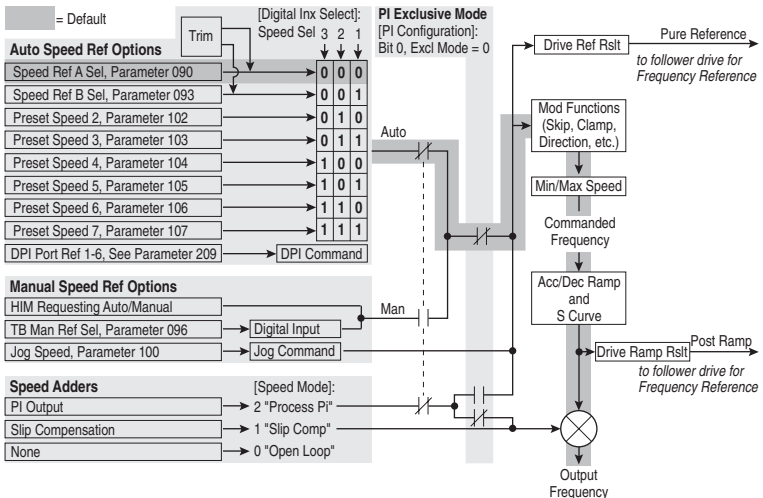 = Default
Trim
[Digital Inx Select]:
Speed Sel 3 2 1
PI Exclusive Mode
[PI Configuration]:
Bit 0, Excl Mode = 0
Drive Ref Rslt
Pure Reference
to follower drive for
Frequency Reference
Auto Speed Ref Options
Speed Ref A Sel, Parameter 090 0 0 0
Speed Ref B Sel, Parameter 093 0 0 1
Preset Speed 2, Parameter 102 0 1 0
Preset Speed 3, Parameter 103 0 1 1
Preset Speed 4, Parameter 104 1 0 0
Preset Speed 5, Parameter 105 1 0 1
Preset Speed 6, Parameter 106 1 1 0
Preset Speed 7, Parameter 107 1 1 1
DPI Port Ref 1-6, See Parameter 209 DPI Command
Auto
Mod Functions
(Skip, Clamp,
Direction, etc.)
Min/Max Speed
Commanded
Frequency
Acc/Dec Ramp
and
S Curve
Manual Speed Ref Options
HIM Requesting Auto/Manual
TB Man Ref Sel, Parameter 096 Digital Input
Jog Speed, Parameter 100 Jog Command
Man
Drive Ramp Rslt
Post Ramp
to follower drive for
Frequency Reference
Speed Adders
[Speed Mode]:
PI Output 2 "Process Pi"
Slip Compensation 1 "Slip Comp"
None 0 "Open Loop"
Output
Frequency